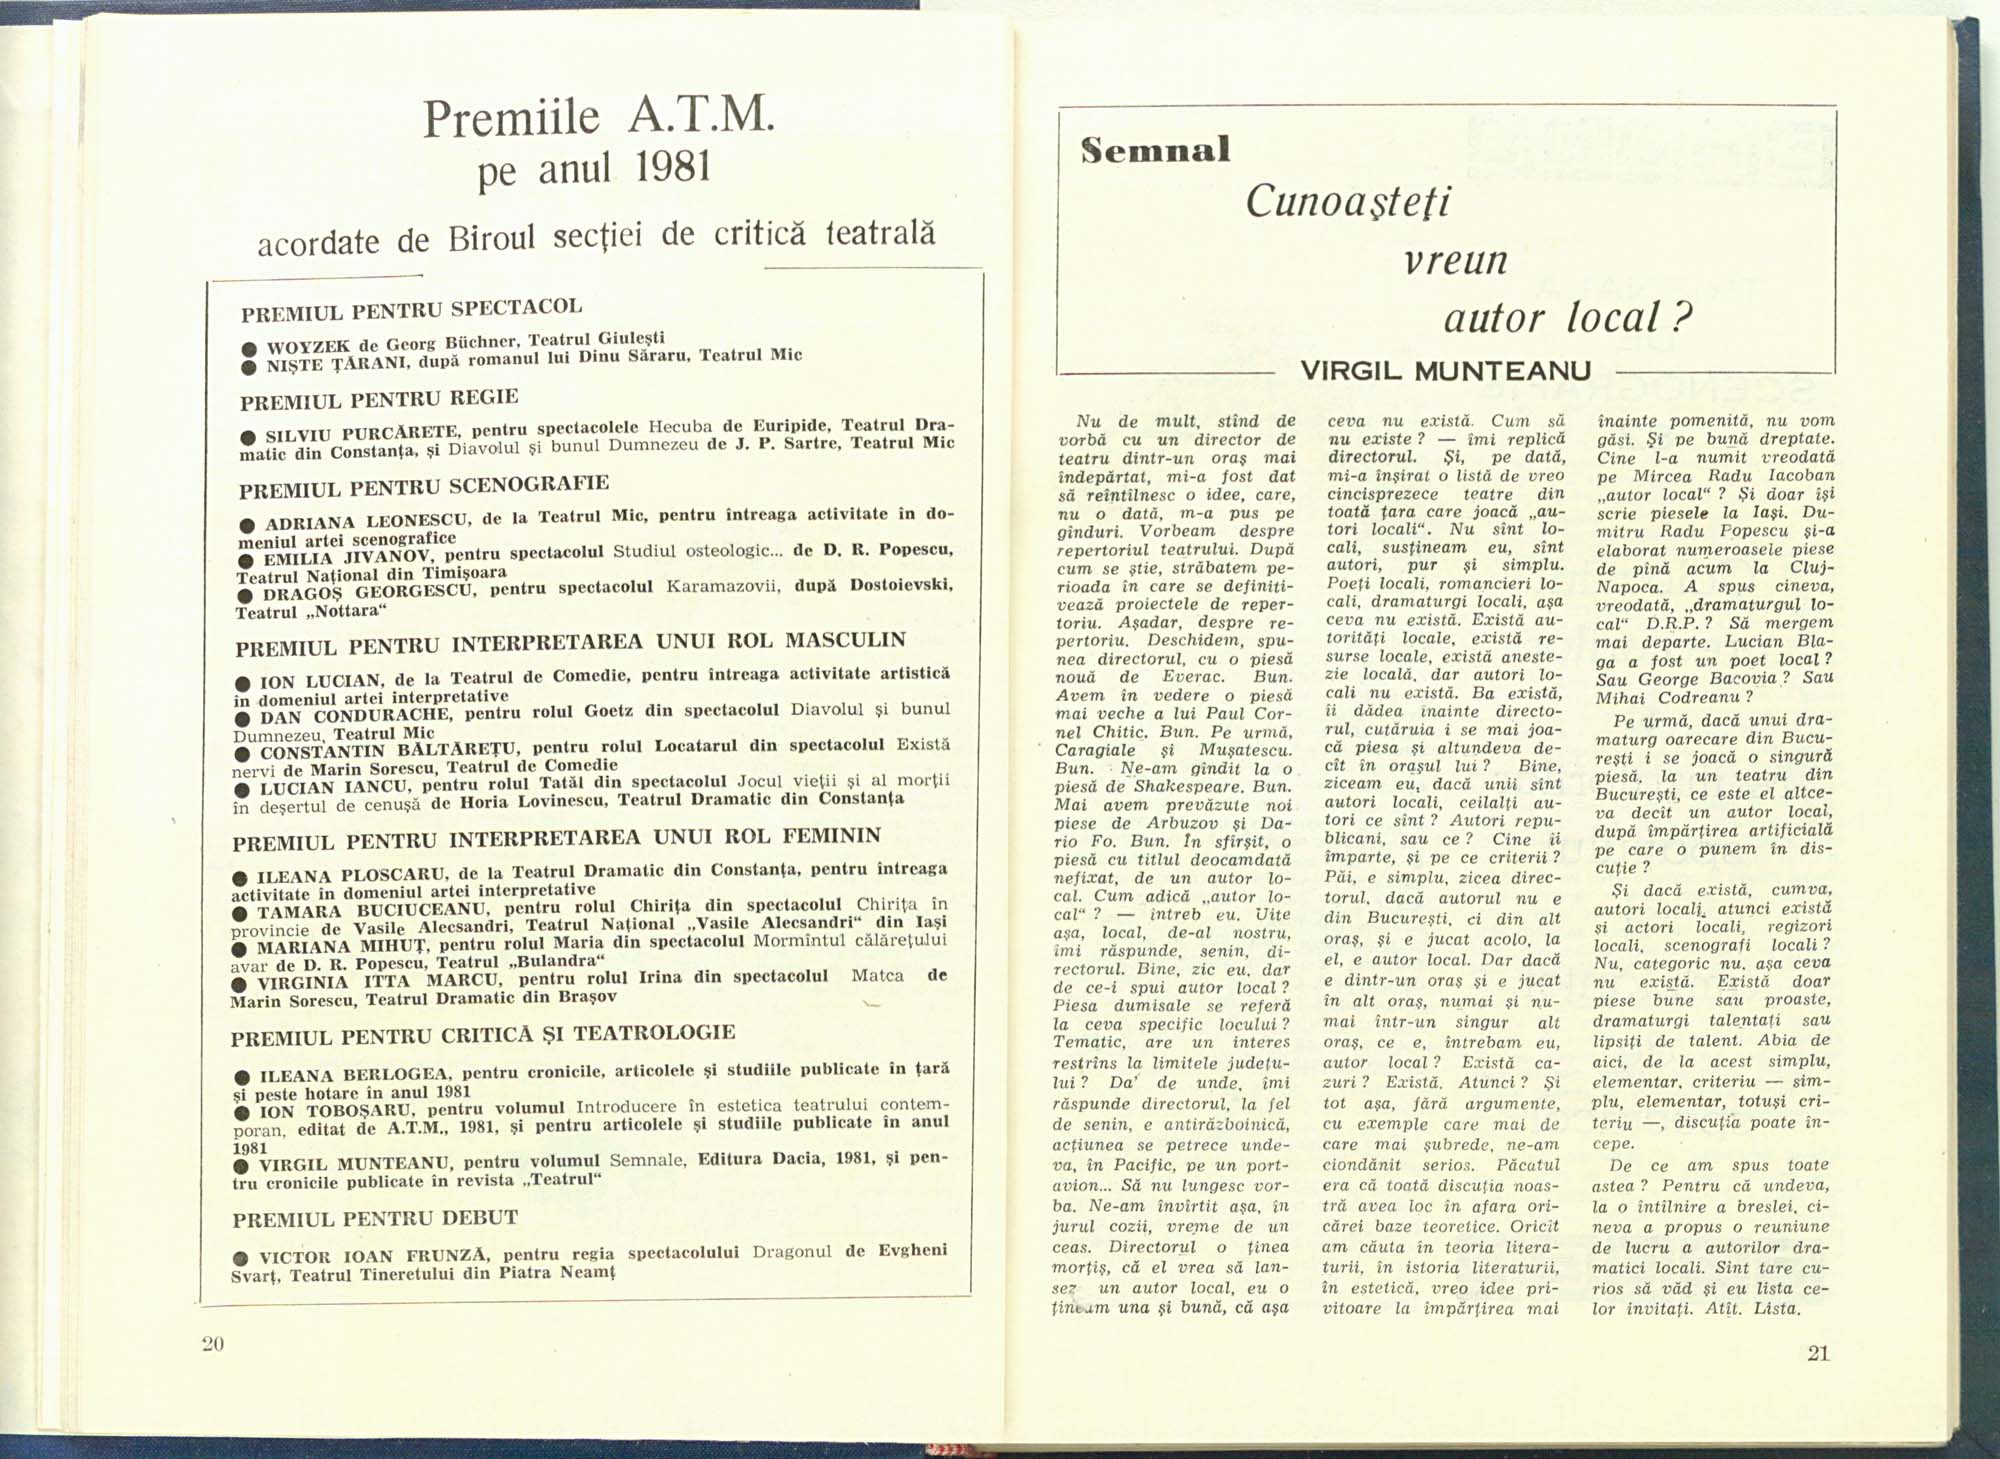 Premiile A.T.M.
pe anul 1981
acordate de Biroul secției de critică teatrală
PREMIUL PENTRU SPECTACOL
● WOYZEK de Georg Büchner, Teatrul Giulești
● NIȘTE ȚĂRANI, după romanul lui Dinu Săraru, Teatrul Mic
PREMIUL PENTRU REGIE
● SILVIU PURCĂRETE, pentru spectacolele Hecuba de Euripide, Teatrul Dra-
matic din Constanța, și Diavolul și bunul Dumnezeu de J. P. Sartre, Teatrul Mic
PREMIUL PENTRU SCENOGRAFIE
● ADRIANA LEONESCU, de la Teatrul Mic, pentru întreaga activitate în do-
meniul artei scenografice
● EMILIA JIVANOV, pentru spectacolul Studiul osteologic... de D. R. Popescu,
Teatrul Național din Timișoara
● DRAGOȘ GEORGESCU, pentru spectacolul Karamazovii, după Dostoievski,
Teatrul „Nottara“
PREMIUL PENTRU INTERPRETAREA UNUI ROL MASCULIN
● ION LUCIAN, de la Teatrul de Comedie, pentru întreaga activitate artistică
în domeniul artei interpretative
● DAN CONDURACHE, pentru rolul Goetz din spectacolul Diavolul și bunul
Dumnezeu, Teatrul Mic
● CONSTANTIN BĂLTĂREȚU, pentru rolul Locatarul din spectacolul Există
nervi de Marin Sorescu, Teatrul de Comedie
● LUCIAN IANCU, pentru rolul Tatăl din spectacolul Jocul vieții și al morții
în deșertul de cenușă de Horia Lovinescu, Teatrul Dramatic din Constanța
PREMIUL PENTRU INTERPRETAREA UNUI ROL FEMININ
● ILEANA PLOSCARU, de la Teatrul Dramatic din Constanța, pentru întreaga
activitate în domeniul artei interpretative
● TAMARA BUCIUCEANU, pentru rolul Chirița din spectacolul Chirița în
provincie de Vasile Alecsandri, Teatrul Național „Vasile Alecsandri“ din Iași
● MARIANA MIHUȚ, pentru rolul Maria din spectacolul Mormîntul călărețului
avar de D. R. Popescu, Teatrul „Bulandra“
● VIRGINIA ITTA MARCU, pentru rolul Irina din spectacolul Matca de
Marin Sorescu, Teatrul Dramatic din Brașov
PREMIUL PENTRU CRITICĂ ȘI TEATROLOGIE
● ILEANA BERLOGEA, pentru cronicile, articolele și studiile publicate în țară
și peste hotare în anul 1981
● ION TOBOȘARU, pentru volumul Introducere în estetica teatrului contem-
poran, editat de A.T.M., 1981, și pentru articolele și studiile publicate în anul
1981
● VIRGIL MUNTEANU, pentru volumul Semnale, Editura Dacia, 1981, și pen-
tru cronicile publicate în revista „Teatrul“
PREMIUL PENTRU DEBUT
● VICTOR IOAN FRUNZĂ, pentru regia spectacolului Dragonul de Evgheni
Svarț, Teatrul Tineretului din Piatra Neamț
20
Semnal
Cunoașteți
vreun
autor local ?
VIRGIL MUNTEANU
Nu de mult, stînd de
vorbă cu un director de
teatru dintr-un oraș mai
îndepărtat, mi-a fost dat
să reîntîlnesc o idee, care,
nu o dată, m-a pus pe
gînduri. Vorbeam despre
repertoriul teatrului. După
cum se știe, străbatem pe-
rioada în care se definiti-
vează proiectele de reper-
toriu. Așadar, despre re-
pertoriu. Deschidem, spu-
nea directorul, cu o piesă
nouă de Everac. Bun.
Avem în vedere o piesă
mai veche a lui Paul Cor-
nel Chitic. Bun. Pe urmă,
Caragiale și Mușatescu.
Bun. Ne-am gîndit la o
piesă de Shakespeare. Bun.
Mai avem prevăzute noi
piese de Arbuzov și Da-
rio Fo. Bun. În sfîrșit, o
piesă cu titlul deocamdată
nefixat, de un autor lo-
cal. Cum adică „autor lo-
cal“ ? — întreb eu. Uite
așa, local, de-al nostru,
îmi răspunde, senin, di-
rectorul. Bine, zic eu, dar
de ce-i spui autor local ?
Piesa dumisale se referă
la ceva specific locului ?
Tematic, are un interes
restrîns la limitele județu-
lui ? Da’ de unde, îmi
răspunde directorul, la fel
de senin, e antirăzboinică,
acțiunea se petrece unde-
va, în Pacific, pe un port-
avion... Să nu lungesc vor-
ba. Ne-am învîrtit așa, în
jurul cozii, vreme de un
ceas. Directorul o ținea
morțiș, că el vrea să lan-
sez un autor local, eu o
țineam una și bună, că așa
ceva nu există. Cum să
nu existe ? — îmi replică
directorul. Și, pe dată,
mi-a înșirat o listă de vreo
cincisprezece teatre din
toată țara care joacă „au-
tori locali“. Nu sînt lo-
cali, susțineam eu, sînt
autori, pur și simplu.
Poeți locali, romancieri lo-
cali, dramaturgi locali, așa
ceva nu există. Există au-
torități locale, există re-
surse locale, există aneste-
zie locală, dar autori lo-
cali nu există. Ba există,
îi dădea înainte directo-
rul, cutăruia i se mai joa-
că piesa și altundeva de-
cît în orașul lui ? Bine,
ziceam eu, dacă unii sînt
autori locali, ceilalți au-
tori ce sînt ? Autori repu-
blicani, sau ce ? Cine îi
împarte, și pe ce criterii ?
Păi, e simplu, zicea direc-
torul, dacă autorul nu e
din București, ci din alt
oraș, și e jucat acolo, la
el, e autor local. Dar dacă
e dintr-un oraș și e jucat
în alt oraș, numai și nu-
mai într-un singur alt
oraș, ce e, întrebam eu,
autor local ? Există ca-
zuri ? Există. Atunci ? Și
tot așa, fără argumente,
cu exemple care mai de
care mai șubrede, ne-am
ciondănit serios. Păcatul
era că toată discuția noas-
tră avea loc în afara ori-
cărei baze teoretice. Oricît
am căuta în teoria litera-
turii, în istoria literaturii,
în estetică, vreo idee pri-
vitoare la împărțirea mai
înainte pomenită, nu vom
găsi. Și pe bună dreptate.
Cine l-a numit vreodată
pe Mircea Radu Iacoban
„autor local“ ? Și doar își
scrie piesele la Iași. Du-
mitru Radu Popescu și-a
elaborat numeroasele piese
de pînă acum la Cluj-
Napoca. A spus cineva,
vreodată, „dramaturgul lo-
cal“ D.R.P. ? Să mergem
mai departe. Lucian Bla-
ga a fost un poet local ?
Sau George Bacovia ? Sau
Mihai Codreanu ?
Pe urmă, dacă unui dra-
maturg oarecare din Bucu-
rești i se joacă o singură
piesă, la un teatru din
București, ce este el altce-
va decît un autor local,
după împărțirea artificială
pe care o punem în dis-
cuție ?
Și dacă există, cumva,
autori locali, atunci există
și actori locali, regizori
locali, scenografi locali ?
Nu, categoric nu, așa ceva
nu există. Există doar
piese bune sau proaste,
dramaturgi talentați sau
lipsiți de talent. Abia de
aici, de la acest simplu,
elementar, criteriu — sim-
plu, elementar, totuși cri-
teriu —, discuția poate în-
cepe.
De ce am spus toate
astea ? Pentru că undeva,
la o întîlnire a breslei, ci-
neva a propus o reuniune
de lucru a autorilor dra-
matici locali. Sînt tare cu-
rios să văd și eu lista ce-
lor invitați. Atît. Lista.
21